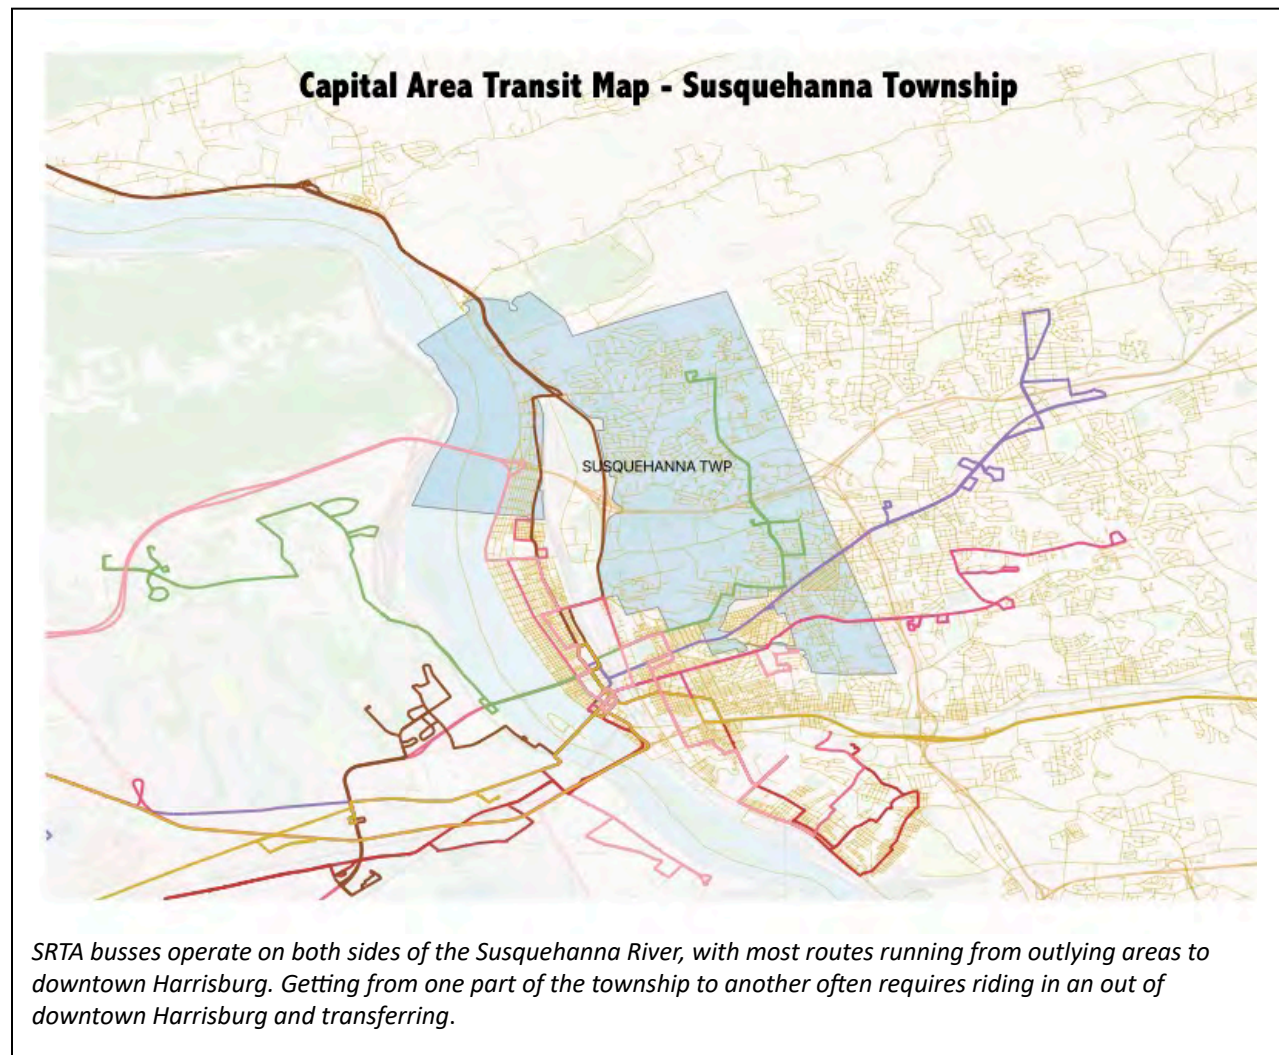 Capital Area Transit Map - Susquehanna Township
SUSQUEHANNA TWP
SRTA busses operate on both sides of the Susquehanna River, with most routes running from outlying areas to
downtown Harrisburg. Getting from one part of the township to another often requires riding in an out of
downtown Harrisburg and transferring.